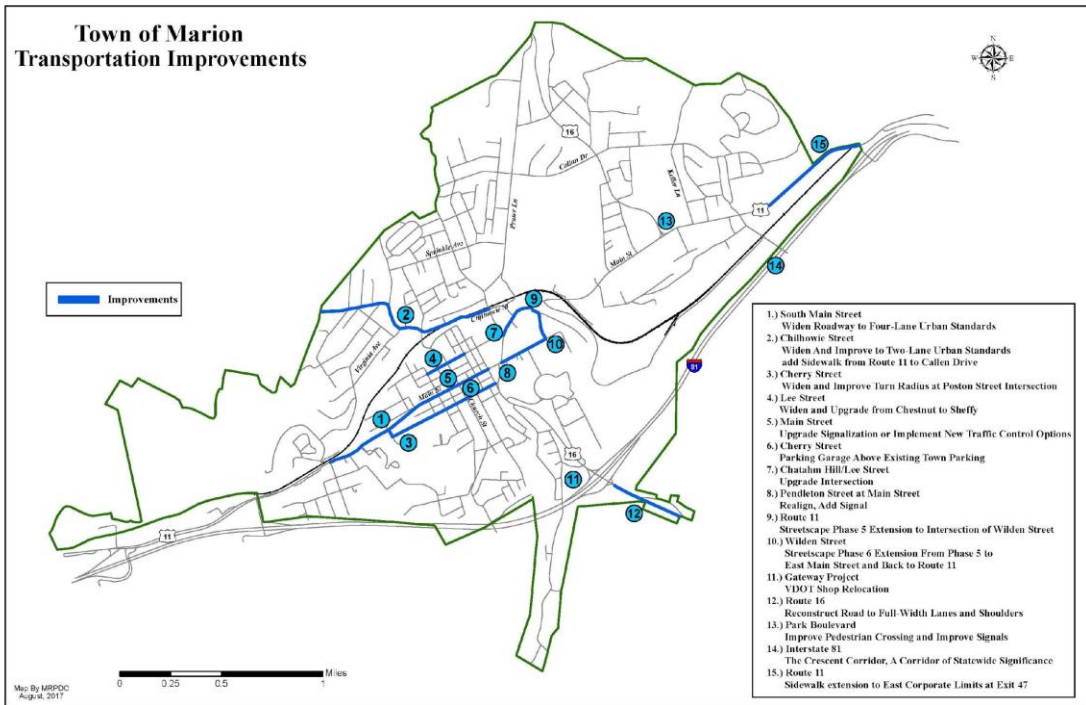 Town of Marion
Transportation Improvements
N
W E
S
15
16
Callan Dr
Keller Ln
11
Prater Ln
13
Main St
Sprinkle Ave
14
Improvements
2
9
Chilhowie St
7
10
81
Virginia Ave
4
8
5
6
Main St
1
Church St
3
16
11
12
11
1.) South Main Street
Widen Roadway to Four-Lane Urban Standards
2.) Chilhowie Street
Widen And Improve to Two-Lane Urban Standards
add Sidewalk from Route 11 to Callen Drive
3.) Cherry Street
Widen and Improve Turn Radius at Poston Street Intersection
4.) Lee Street
Widen and Upgrade from Chestnut to Sheffy
5.) Main Street
Upgrade Signalization or Implement New Traffic Control Options
6.) Cherry Street
Parking Garage Above Existing Town Parking
7.) Chatahm Hill/Lee Street
Upgrade Intersection
8.) Pendleton Street at Main Street
Realign, Add Signal
9.) Route 11
Streetscape Phase 5 Extension to Intersection of Wilden Street
10.) Wilden Street
Streetscape Phase 6 Extension From Phase 5 to
East Main Street and Back to Route 11
11.) Gateway Project
VDOT Shop Relocation
12.) Route 16
Reconstruct Road to Full-Width Lanes and Shoulders
13.) Park Boulevard
Improve Pedestrian Crossing and Improve Signals
14.) Interstate 81
The Crescent Corridor, A Corridor of Statewide Significance
15.) Route 11
Sidewalk extension to East Corporate Limits at Exit 47
Miles
0 0.25 0.5 1
Map By MRPDC
August, 2017